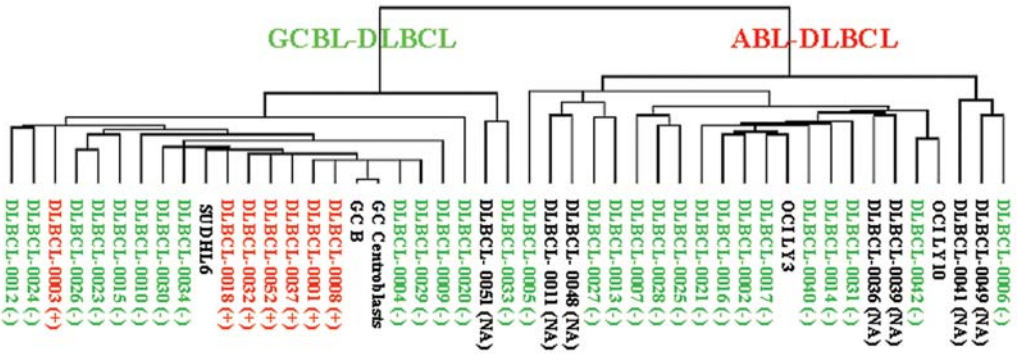 GCBL-DLBCL
ABL-DLBCL
DLBCL-0012 (-)
DLBCL-0024 (-)
DLBCL-0003 (+)
DLBCL-0026 (-)
DLBCL-0023 (-)
DLBCL-0015 (-)
DLBCL-0010 (-)
DLBCL-0030 (-)
DLBCL-0034 (-)
SUDHL6
DLBCL-0018 (+)
DLBCL-0032 (+)
DLBCL-0052 (+)
DLBCL-0037 (+)
DLBCL-0001 (+)
DLBCL-0008 (+)
GC B
GC Centroblasts
DLBCL-0004 (-)
DLBCL-0029 (-)
DLBCL-0009 (-)
DLBCL-0020 (-)
DLBCL-0051 (NA)
DLBCL-0033 (-)
DLBCL-0005 (-)
DLBCL- 0011 (NA)
DLBCL- 0048 (NA)
DLBCL-0027 (-)
DLBCL-0013 (-)
DLBCL-0007 (-)
DLBCL-0028 (-)
DLBCL-0025 (-)
DLBCL-0021 (-)
DLBCL-0016 (-)
DLBCL-0002 (-)
DLBCL-0017 (-)
OCI LY3
DLBCL-0040 (-)
DLBCL-0014 (-)
DLBCL-0031 (-)
DLBCL-0036 (NA)
DLBCL-0039 (NA)
DLBCL-0042 (-)
OCI LY10
DLBCL-0041 (NA)
DLBCL-0049 (NA)
DLBCL-0006 (-)